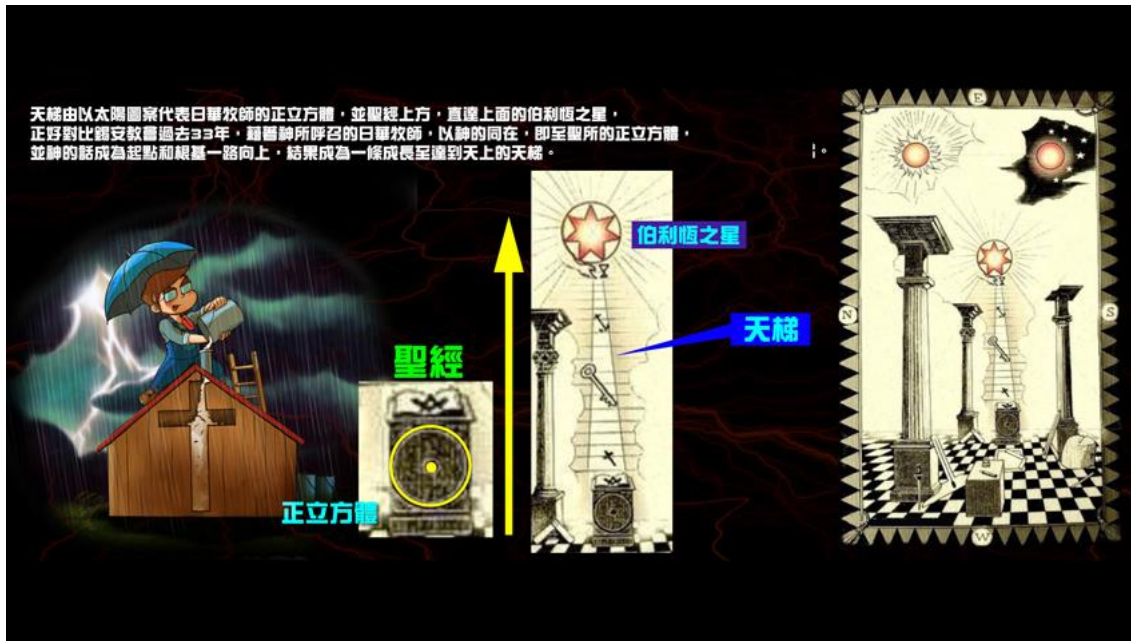 天梯由以太陽圖案代表日華牧師的正立方體，並聖經上方，直達上面的伯利恆之星，
正好對比錫安教會過去33年，藉著神所呼召的日華牧師，以神的同在，即至聖所的正立方體，
並神的話成為起點和根基一路向上，結果成為一條成長至達到天上的天梯。
。
伯利恆之星
天梯
聖經
正立方體
E
N
S
W